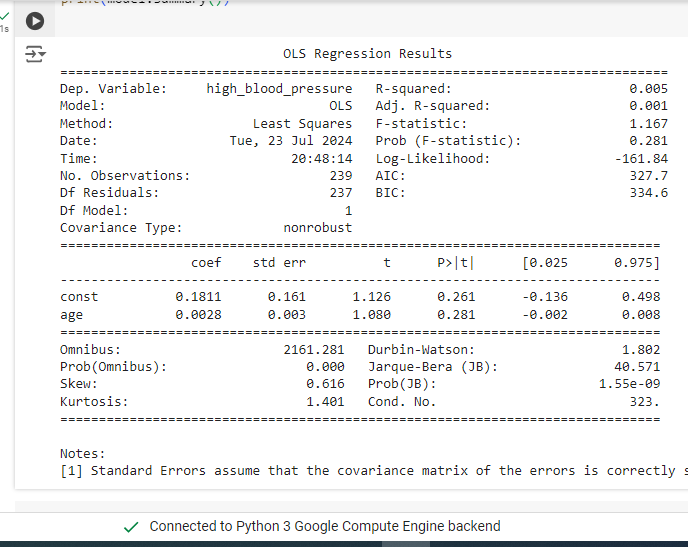 print(model.summary())
1s
OLS Regression Results
==============================================================================
Dep. Variable: high_blood_pressure R-squared: 0.005
Model: OLS Adj. R-squared: 0.001
Method: Least Squares F-statistic: 1.167
Date: Tue, 23 Jul 2024 Prob (F-statistic): 0.281
Time: 20:48:14 Log-Likelihood: -161.84
No. Observations: 239 AIC: 327.7
Df Residuals: 237 BIC: 334.6
Df Model: 1
Covariance Type: nonrobust
==============================================================================
coef std err t P>|t| [0.025 0.975]
------------------------------------------------------------------------------
const 0.1811 0.161 1.126 0.261 -0.136 0.498
age 0.0028 0.003 1.080 0.281 -0.002 0.008
==============================================================================
Omnibus: 2161.281 Durbin-Watson: 1.802
Prob(Omnibus): 0.000 Jarque-Bera (JB): 40.571
Skew: 0.616 Prob(JB): 1.55e-09
Kurtosis: 1.401 Cond. No. 323.
==============================================================================
Notes:
[1] Standard Errors assume that the covariance matrix of the errors is correctly s
Connected to Python 3 Google Compute Engine backend